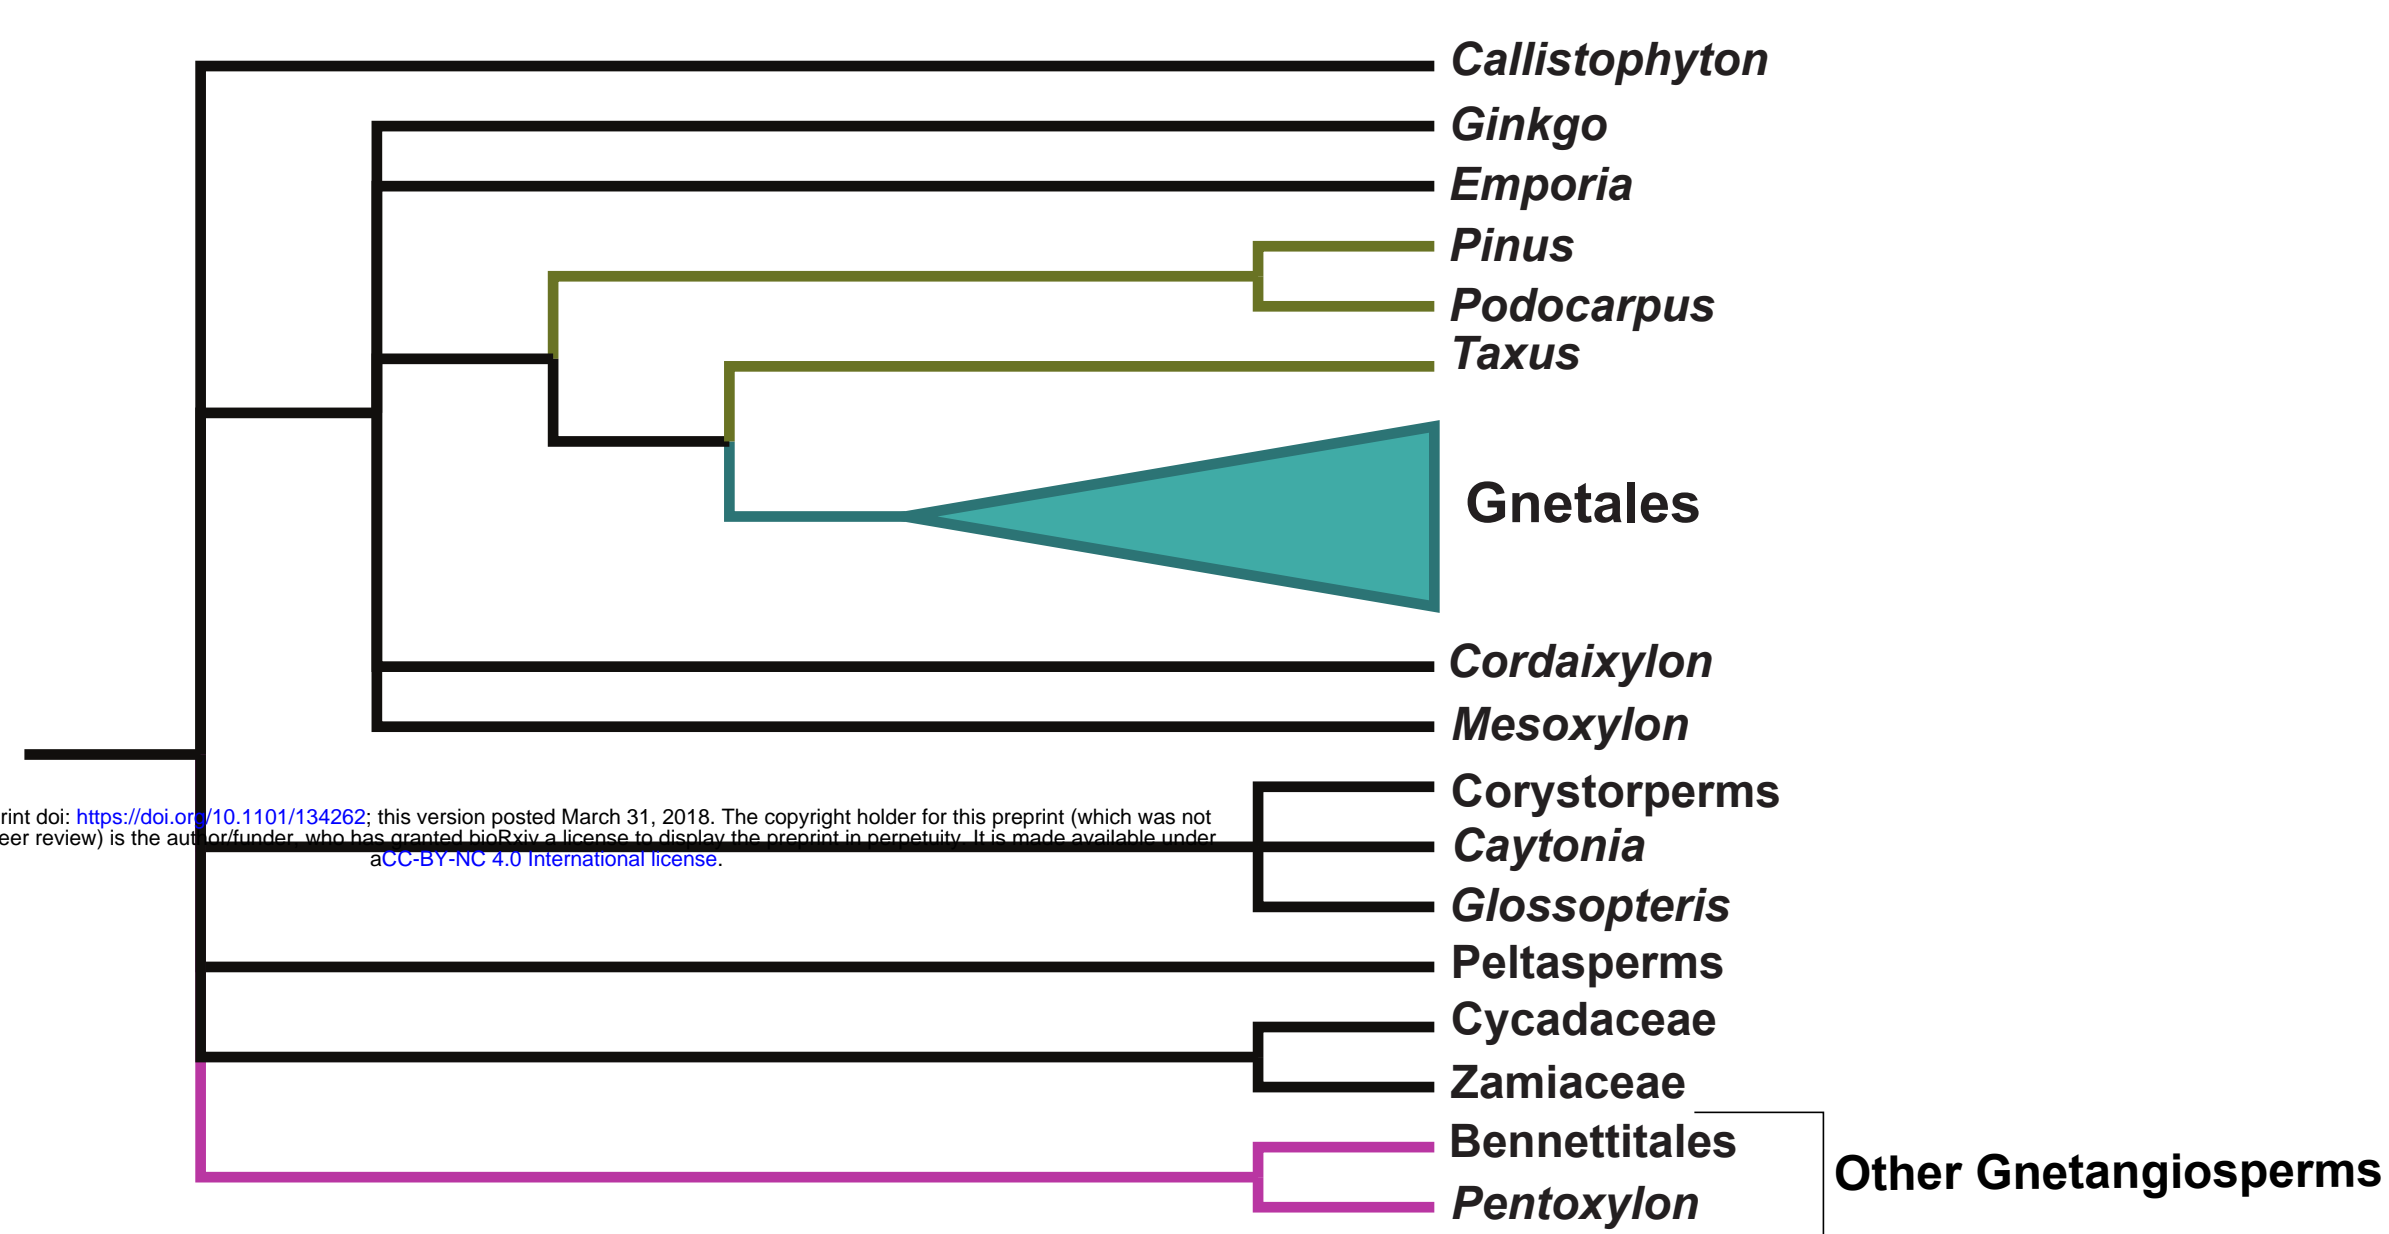 Callistophyton
Ginkgo
Emporia
Pinus
Podocarpus
Taxus
Gnetales
Cordaixylon
Mesoxylon
Corystorperms
rint doi: https://doi.org/10.1101/134262; this version posted March 31, 2018. The copyright holder for this preprint (which was not
eer review) is the author/funder, who has granted bioRxiv a license to display the preprint in perpetuity. It is made available under
aCC-BY-NC 4.0 International license.
Caytonia
Glossopteris
Peltasperms
Cycadaceae
Zamiaceae
Bennettitales
Other Gnetangiosperms
Pentoxylon